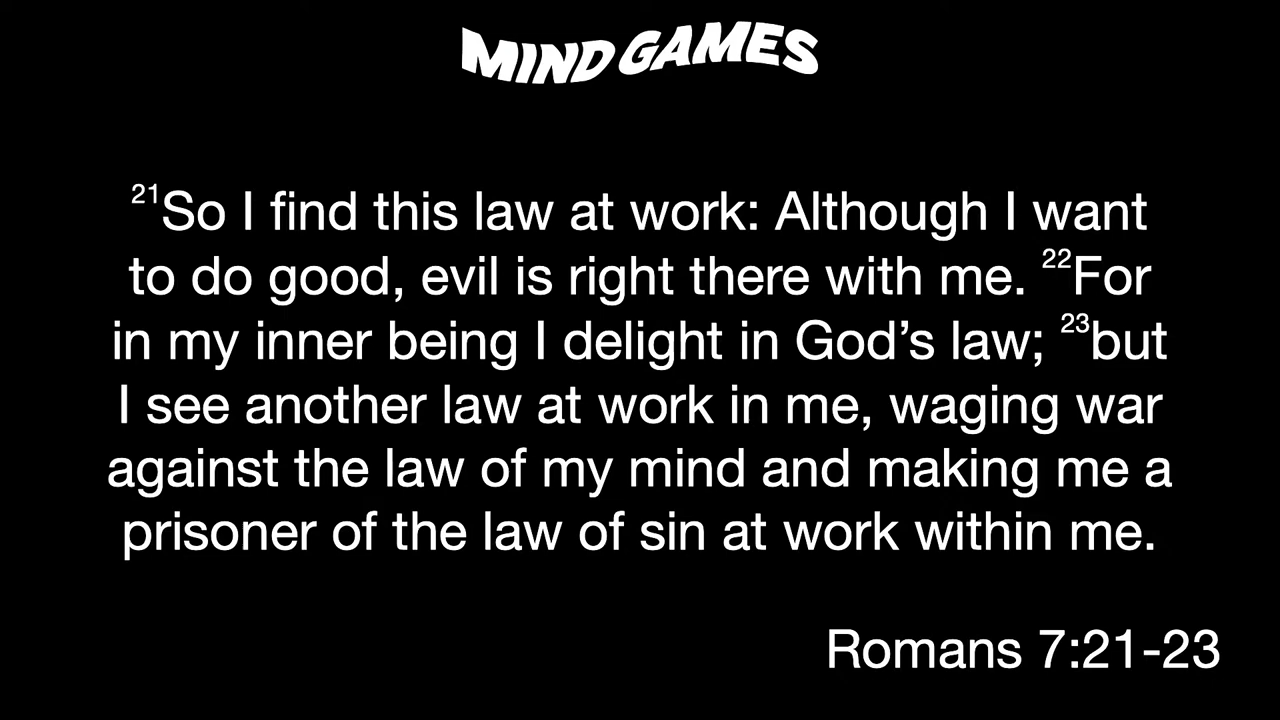 MIND GAMES
²¹So I find this law at work: Although I want
to do good, evil is right there with me. ²²For
in my inner being I delight in God’s law; ²³but
I see another law at work in me, waging war
against the law of my mind and making me a
prisoner of the law of sin at work within me.
Romans 7:21-23